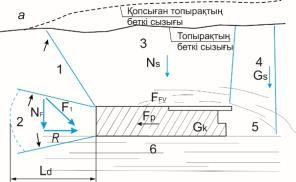 a
Қопсыған топырақтың
беткі сызығы
Топырақтың
беткі сызығы
3
4
Ns
Gs
1
FFУ
NF
F1
2
Fp
Gk
5
R
6
Ld